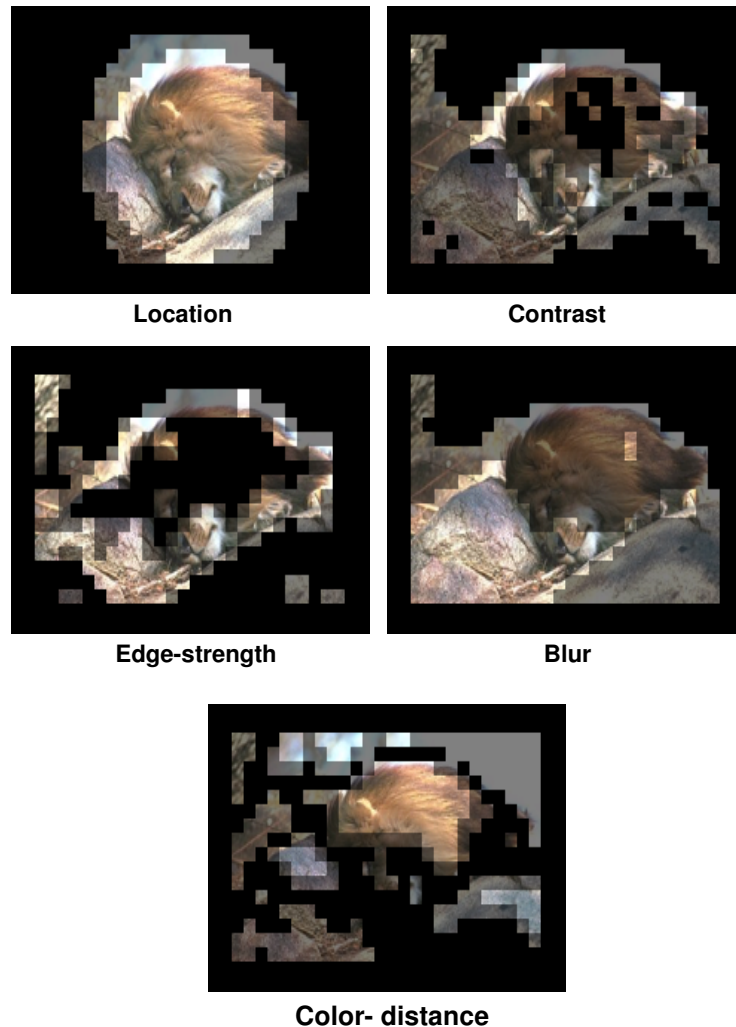 Location
Contrast
Edge-strength
Blur
Color- distance